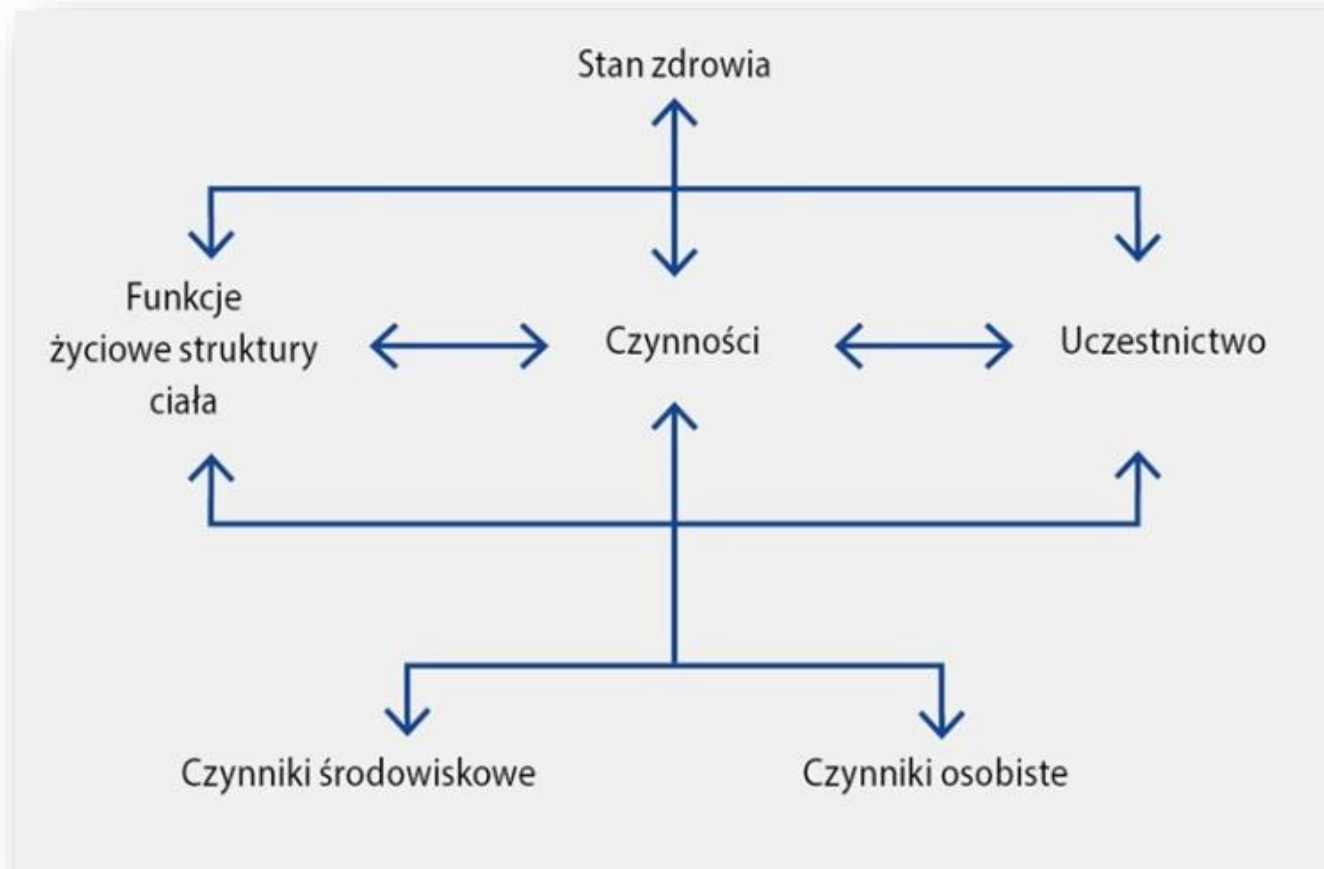 Stan zdrowia
Funkcje
życiowe struktury
ciała
Czynności
Uczestnictwo
Czynniki środowiskowe
Czynniki osobiste